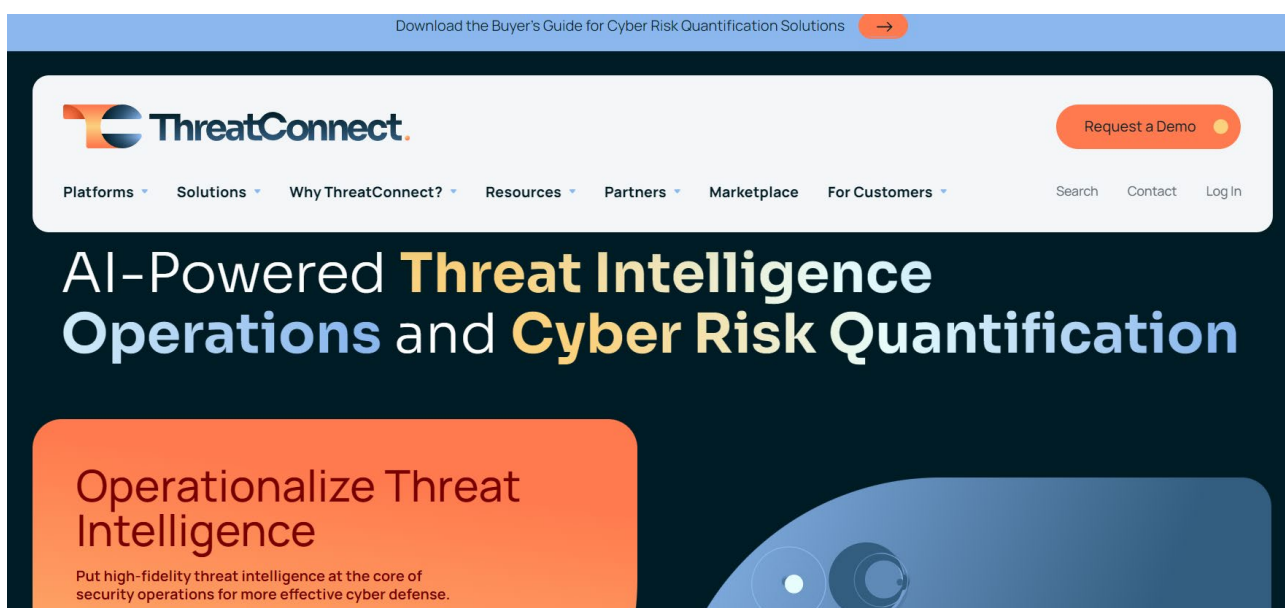 Download the Buyer's Guide for Cyber Risk Quantification Solutions →
ThreatConnect.
Request a Demo
Platforms Solutions Why ThreatConnect? Resources Partners Marketplace For Customers Search Contact Log In
AI-Powered Threat Intelligence
Operations and Cyber Risk Quantification
Operationalize Threat
Intelligence
Put high-fidelity threat intelligence at the core of
security operations for more effective cyber defense.